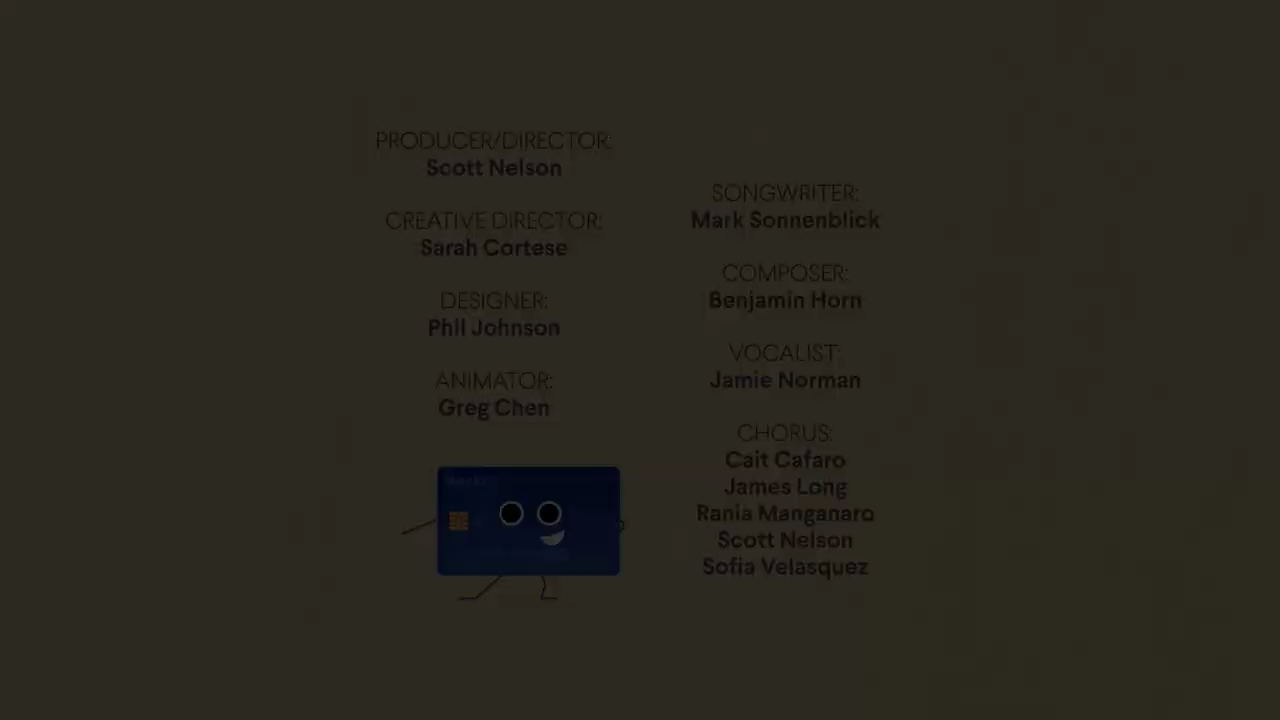 PRODUCER/DIRECTOR:
Scott Nelson
CREATIVE DIRECTOR:
Sarah Cortese
DESIGNER:
Phil Johnson
ANIMATOR:
Greg Chen
SONGWRITER:
Mark Sonnenblick
COMPOSER:
Benjamin Horn
VOCALIST:
Jamie Norman
CHORUS:
Cait Cafaro
James Long
Rania Manganaro
Scott Nelson
Sofia Velasquez